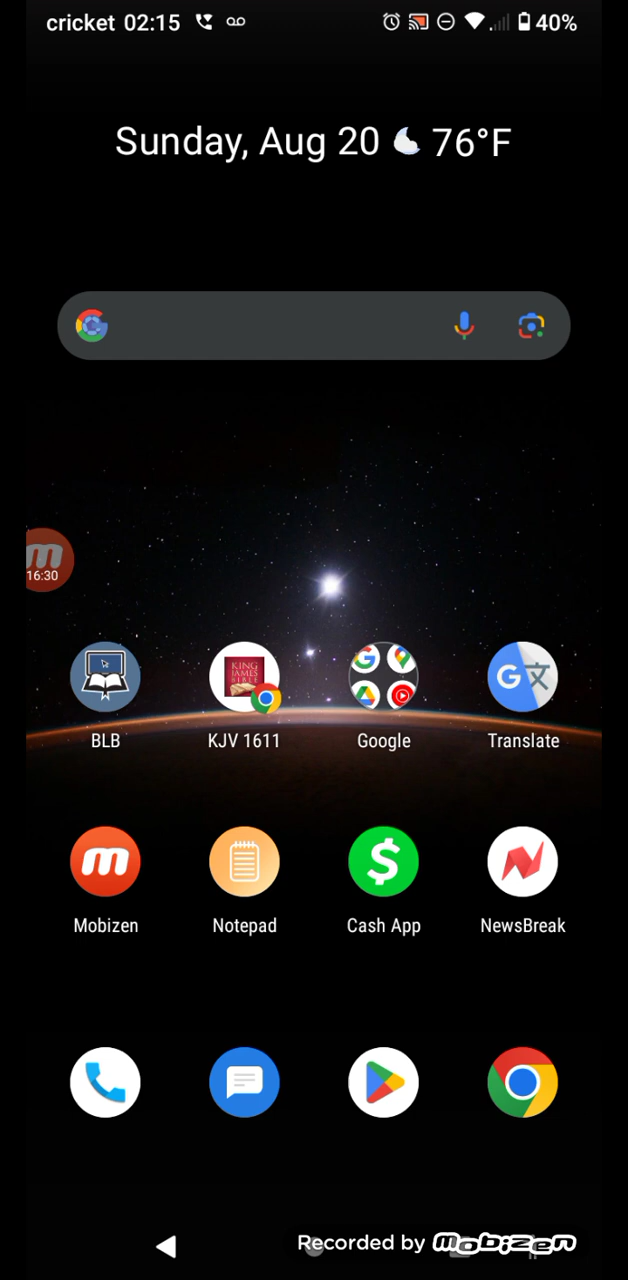 cricket 02:15 40%
Sunday, Aug 20 76°F
m
16:30
KING
JAMES
BIBLE
G 文
BLB KJV 1611 Google Translate
m $
Mobizen Notepad Cash App NewsBreak
Recorded by mobizen